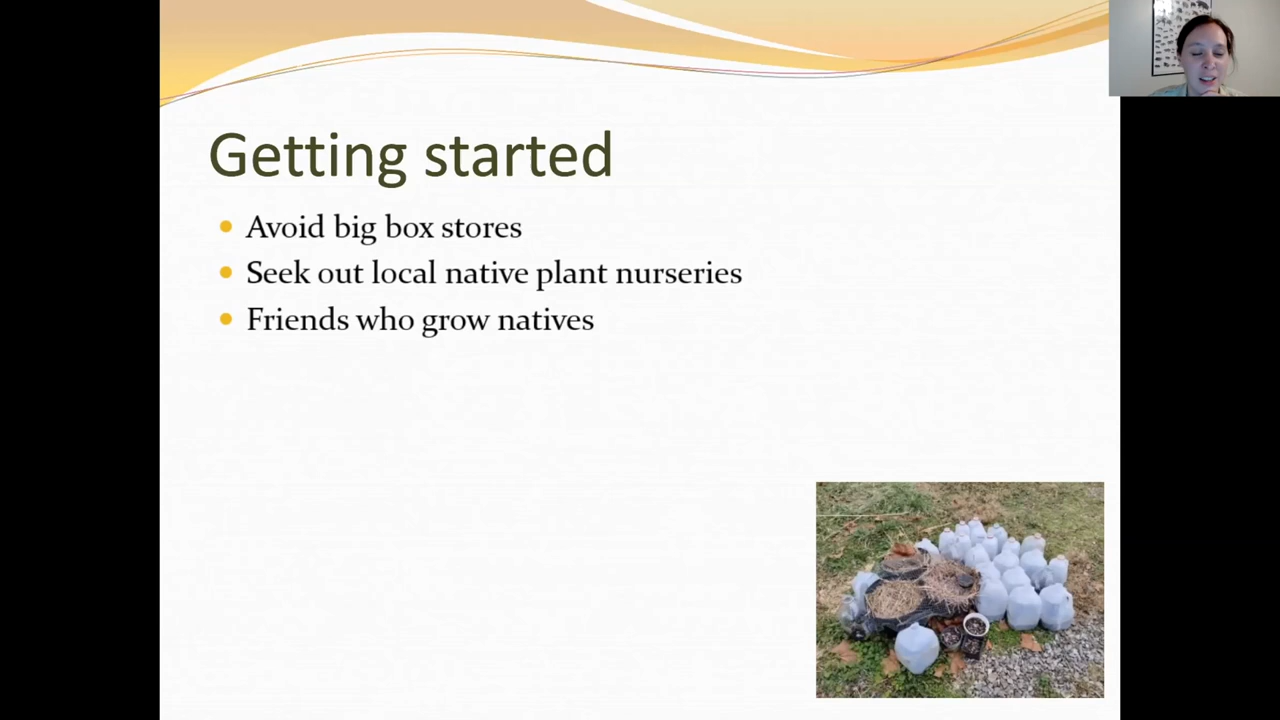 Getting started
Avoid big box stores
Seek out local native plant nurseries
Friends who grow natives